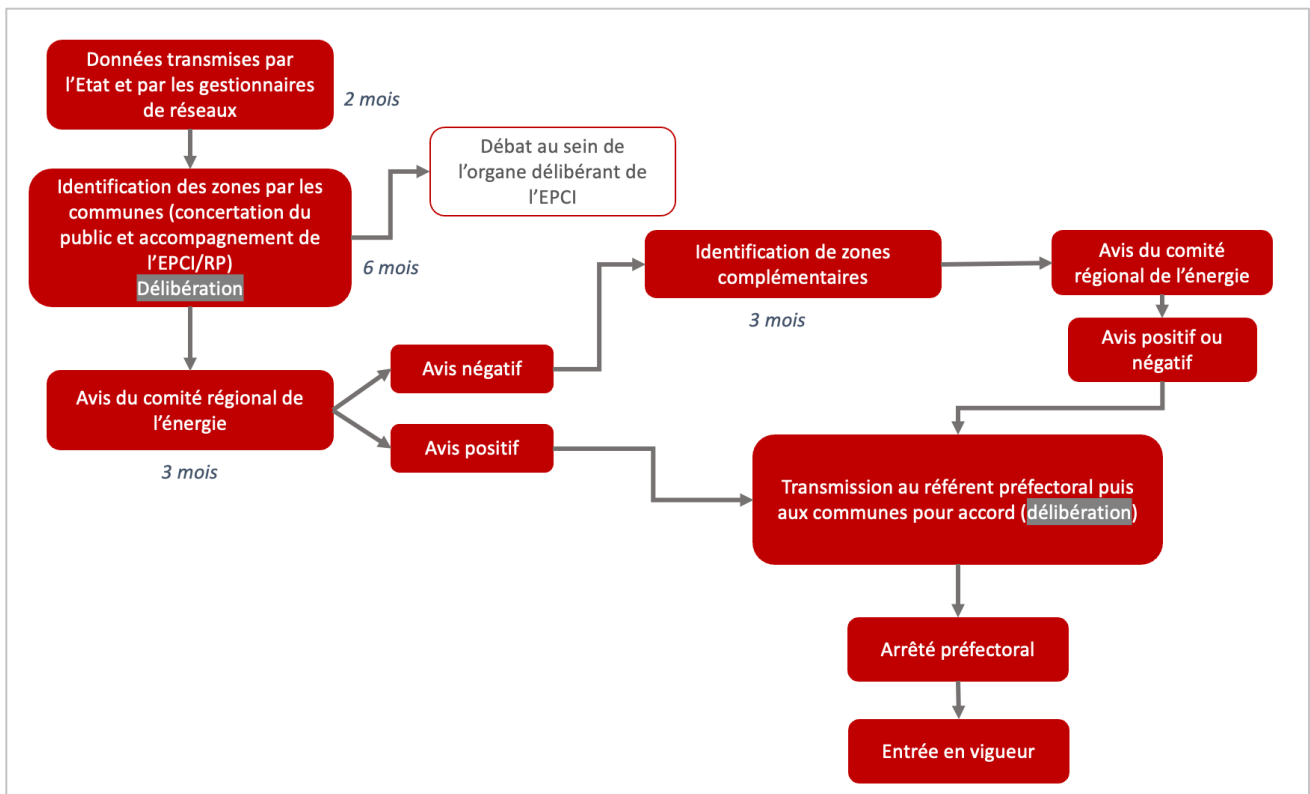 Données transmises par
l'Etat et par les gestionnaires
de réseaux
2 mois
Identification des zones par les
communes (concertation du
public et accompagnement de
l'EPCI/RP)
Délibération
6 mois
Débat au sein de
l'organe délibérant de
l'EPCI
Avis du comité régional de
l'énergie
3 mois
Avis négatif
Avis positif
Identification de zones
complémentaires
3 mois
Avis du comité
régional de l'énergie
Avis positif ou
négatif
Transmission au référent préfectoral puis
aux communes pour accord (délibération)
Arrêté préfectoral
Entrée en vigueur